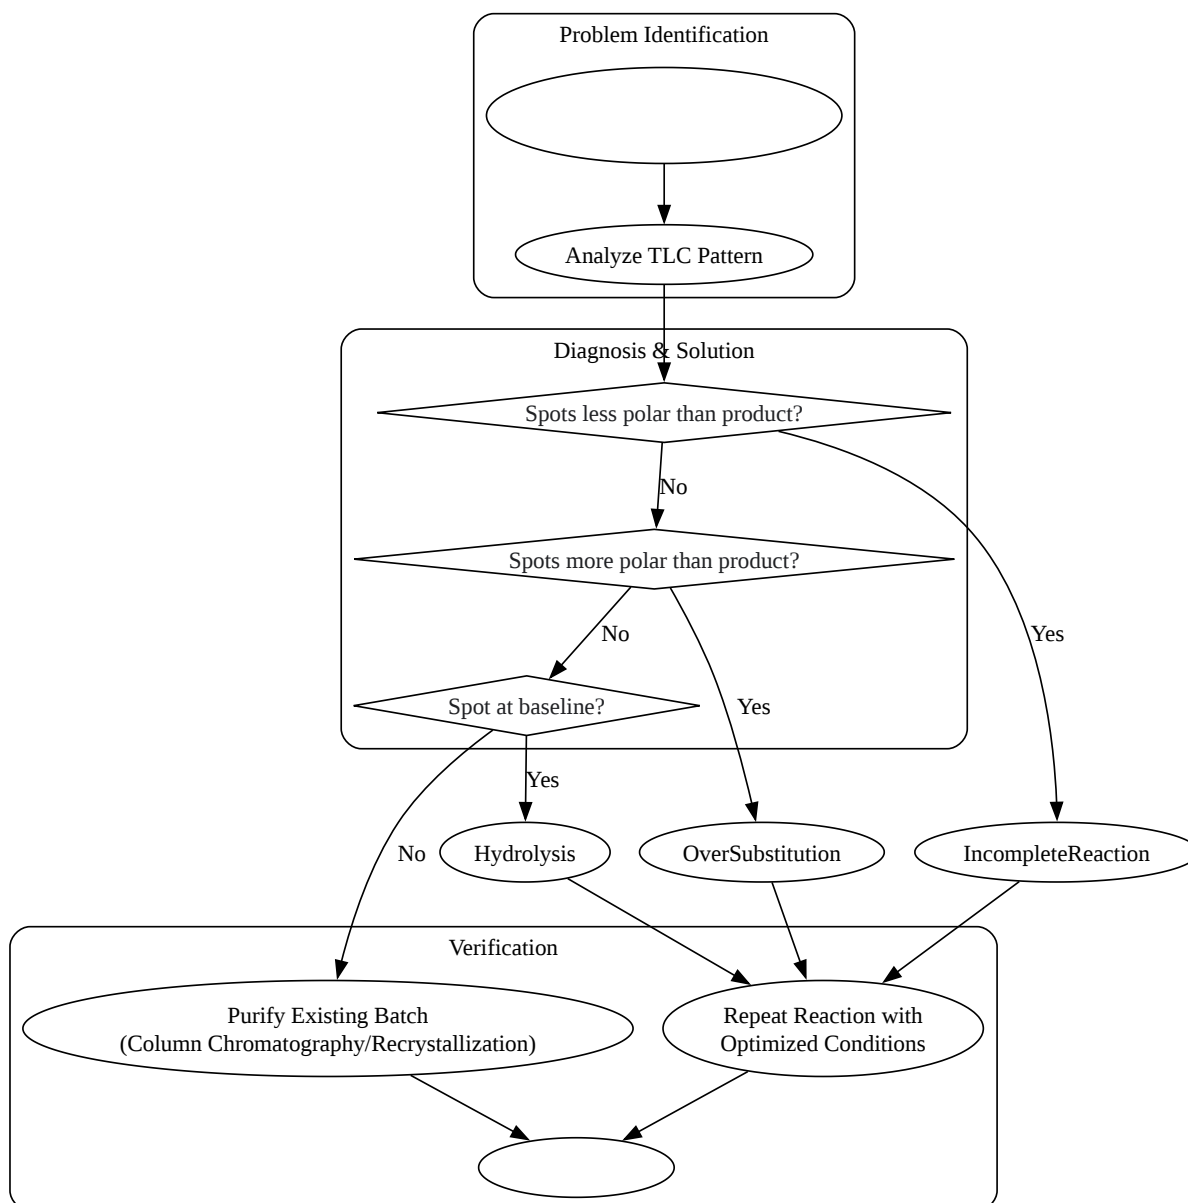 Problem Identification
Analyze TLC Pattern
Diagnosis & Solution
Spots less polar than product?
No
Spots more polar than product?
No
Yes
Spot at baseline?
Yes
Yes
No
Hydrolysis
OverSubstitution
IncompleteReaction
Verification
Purify Existing Batch
(Column Chromatography/Recrystallization)
Repeat Reaction with
Optimized Conditions